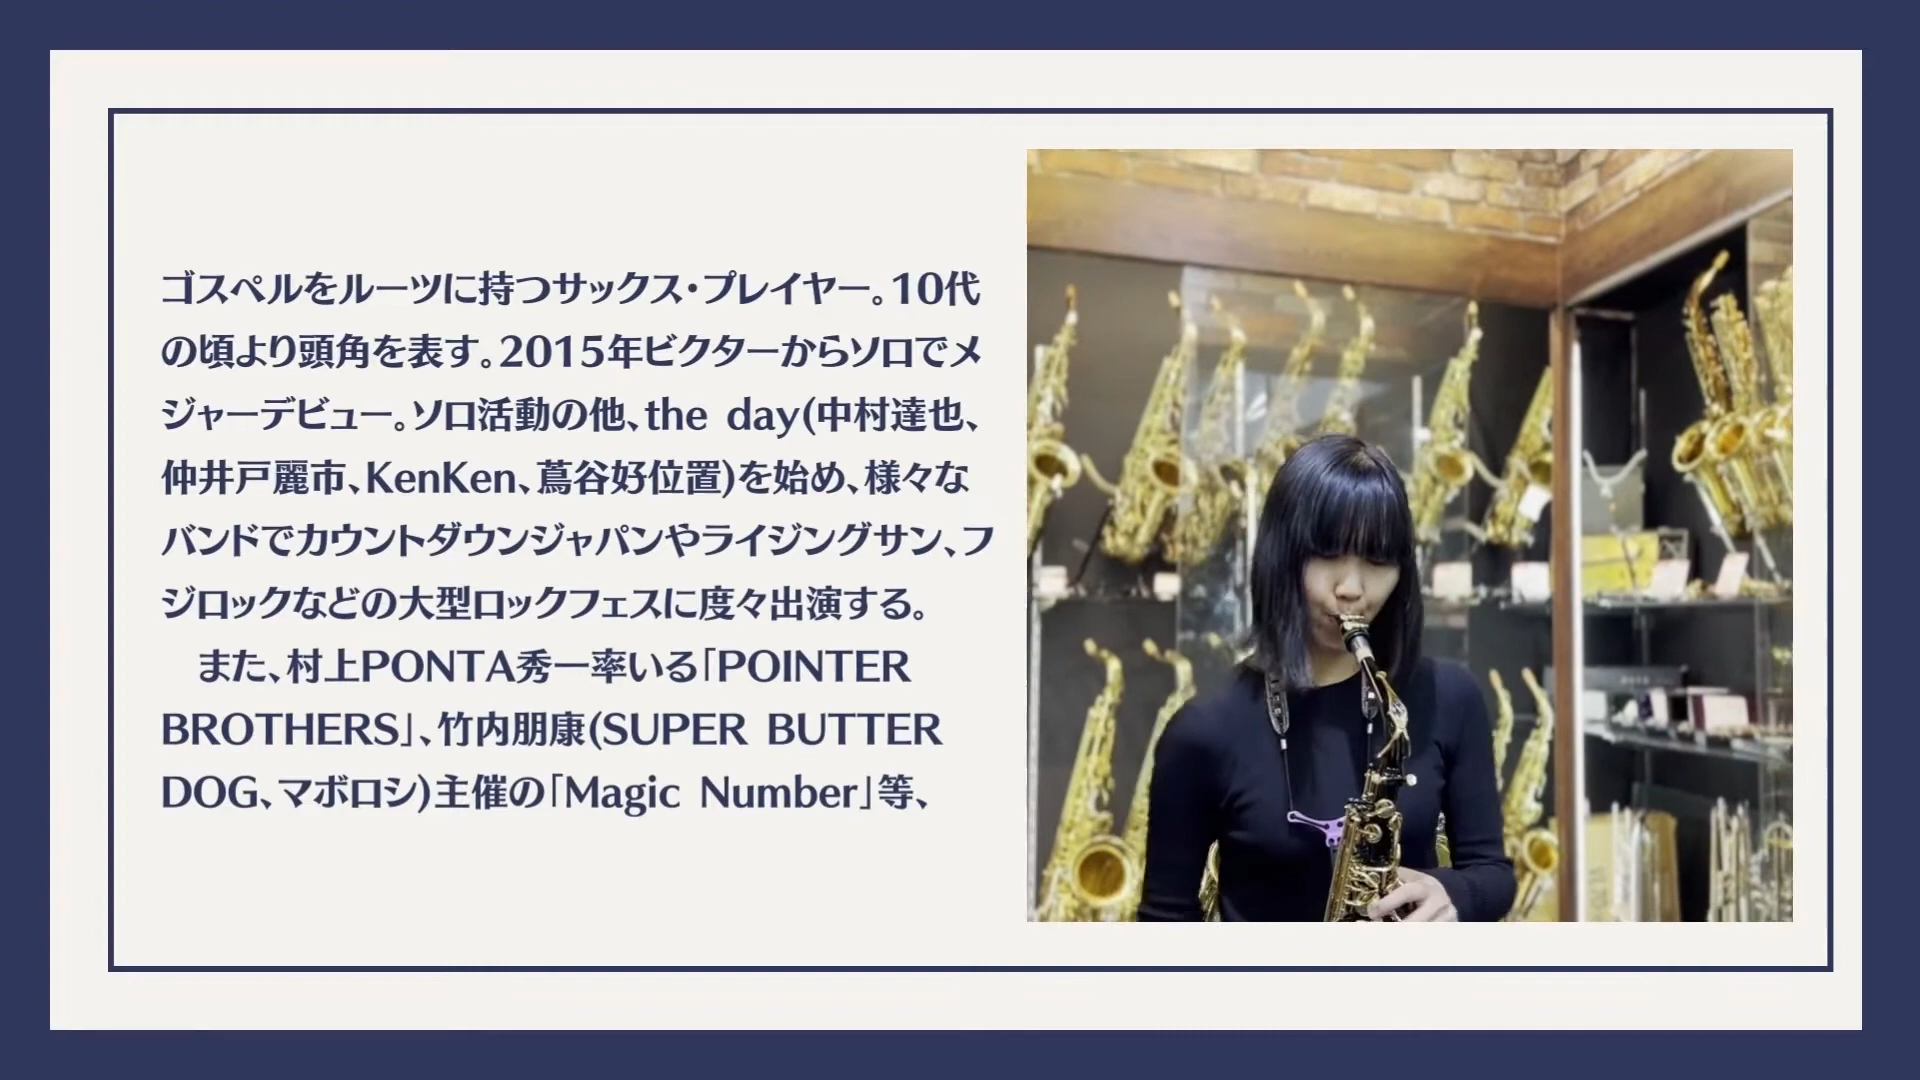 ゴスペルをルーツに持つサックス・プレイヤー。10代
の頃より頭角を表す。2015年ビクターからソロでメ
ジャーデビュー。ソロ活動の他、the day(中村達也、
仲井戸麗市、KenKen、蔦谷好位置)を始め、様々な
バンドでカウントダウンジャパンやライジングサン、フ
ジロックなどの大型ロックフェスに度々出演する。
　また、村上PONTA秀一率いる「POINTER
BROTHERS」、竹内朋康(SUPER BUTTER
DOG、マボロシ)主催の「Magic Number」等、